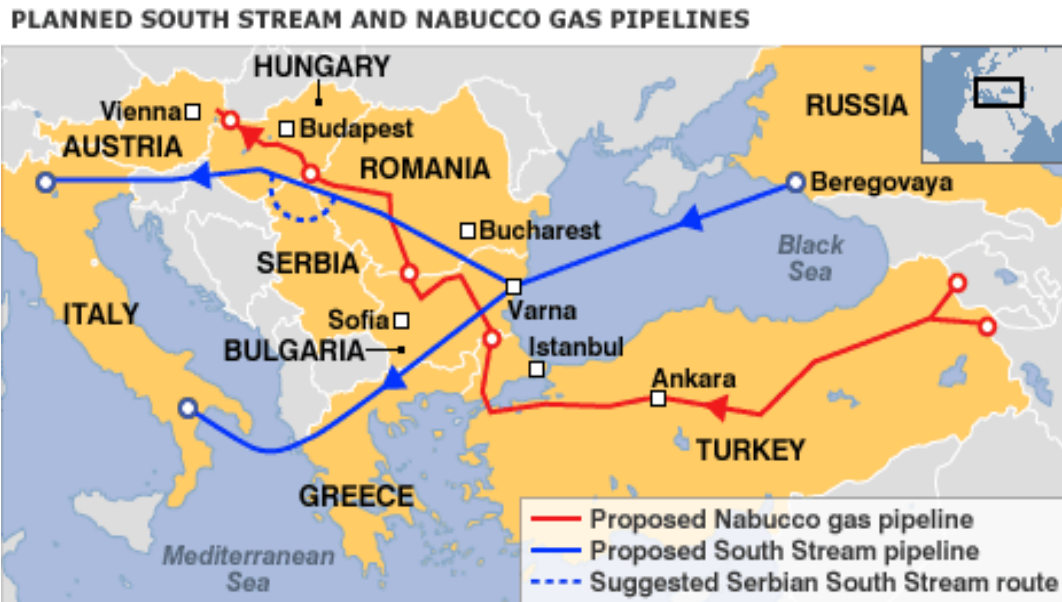 PLANNED SOUTH STREAM AND NABUCCO GAS PIPELINES
HUNGARY
Vienna
Budapest
AUSTRIA
ROMANIA
RUSSIA
Beregovaya
Bucharest
Black
Sea
SERBIA
ITALY
Sofia
Varna
BULGARIA
Istanbul
Ankara
TURKEY
GREECE
Mediterranean
Sea
Proposed Nabucco gas pipeline
Proposed South Stream pipeline
Suggested Serbian South Stream route